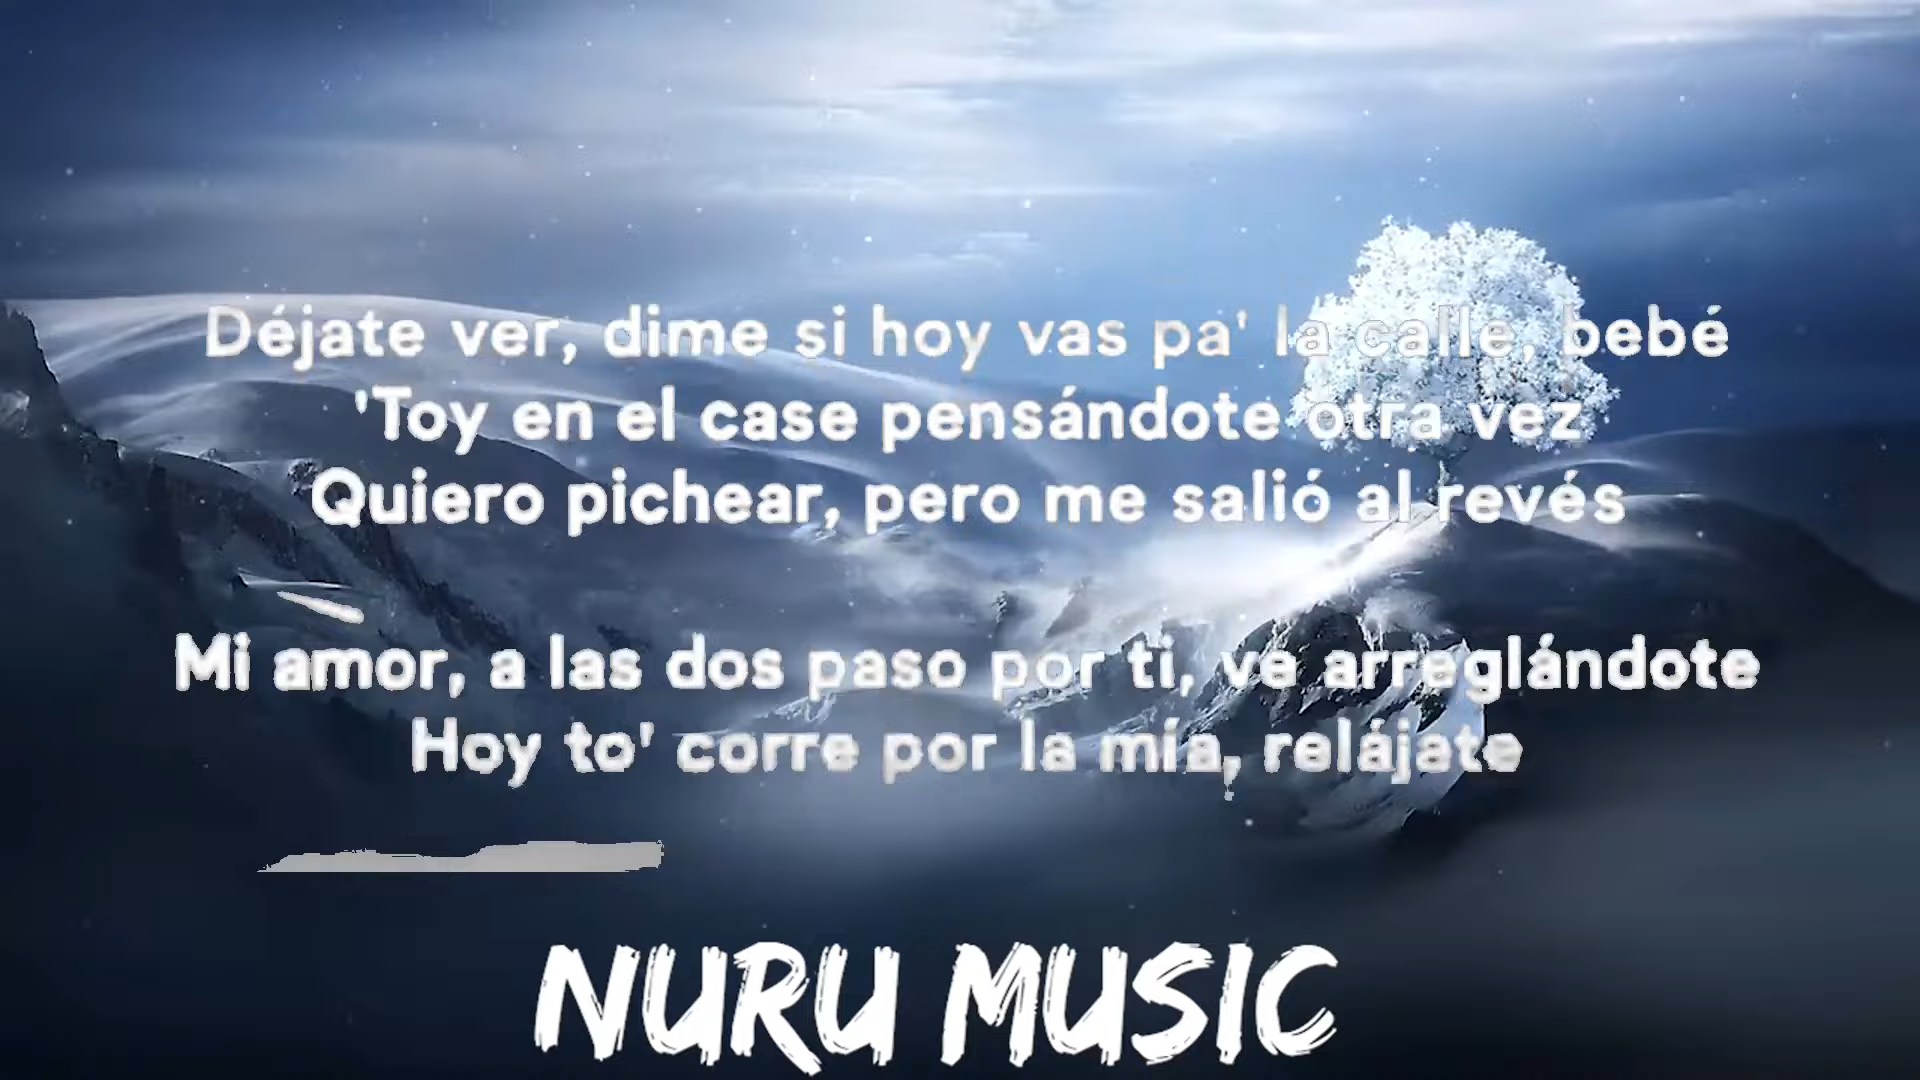 Déjate ver, dime si hoy vas pa' la calle, bebé
'Toy en el case pensándote otra vez
Quiero pichear, pero me salió al revés
Mi amor, a las dos paso por ti, ve arreglándote
Hoy to' corre por la mía, relájate
NURU MUSIC